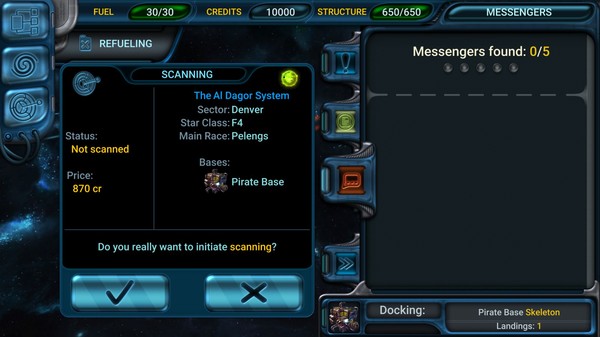 FUEL 30/30 CREDITS 10000 STRUCTURE 650/650 MESSENGERS
REFUELING
Messengers found: 0/5
SCANNING
The Al Dagor System
Sector: Denver
Star Class: F4
Main Race: Pelengs
Status:
Not scanned
Bases:
Pirate Base
Price:
870 cr
Do you really want to initiate scanning?
Docking:
Pirate Base Skeleton
Landings: 1